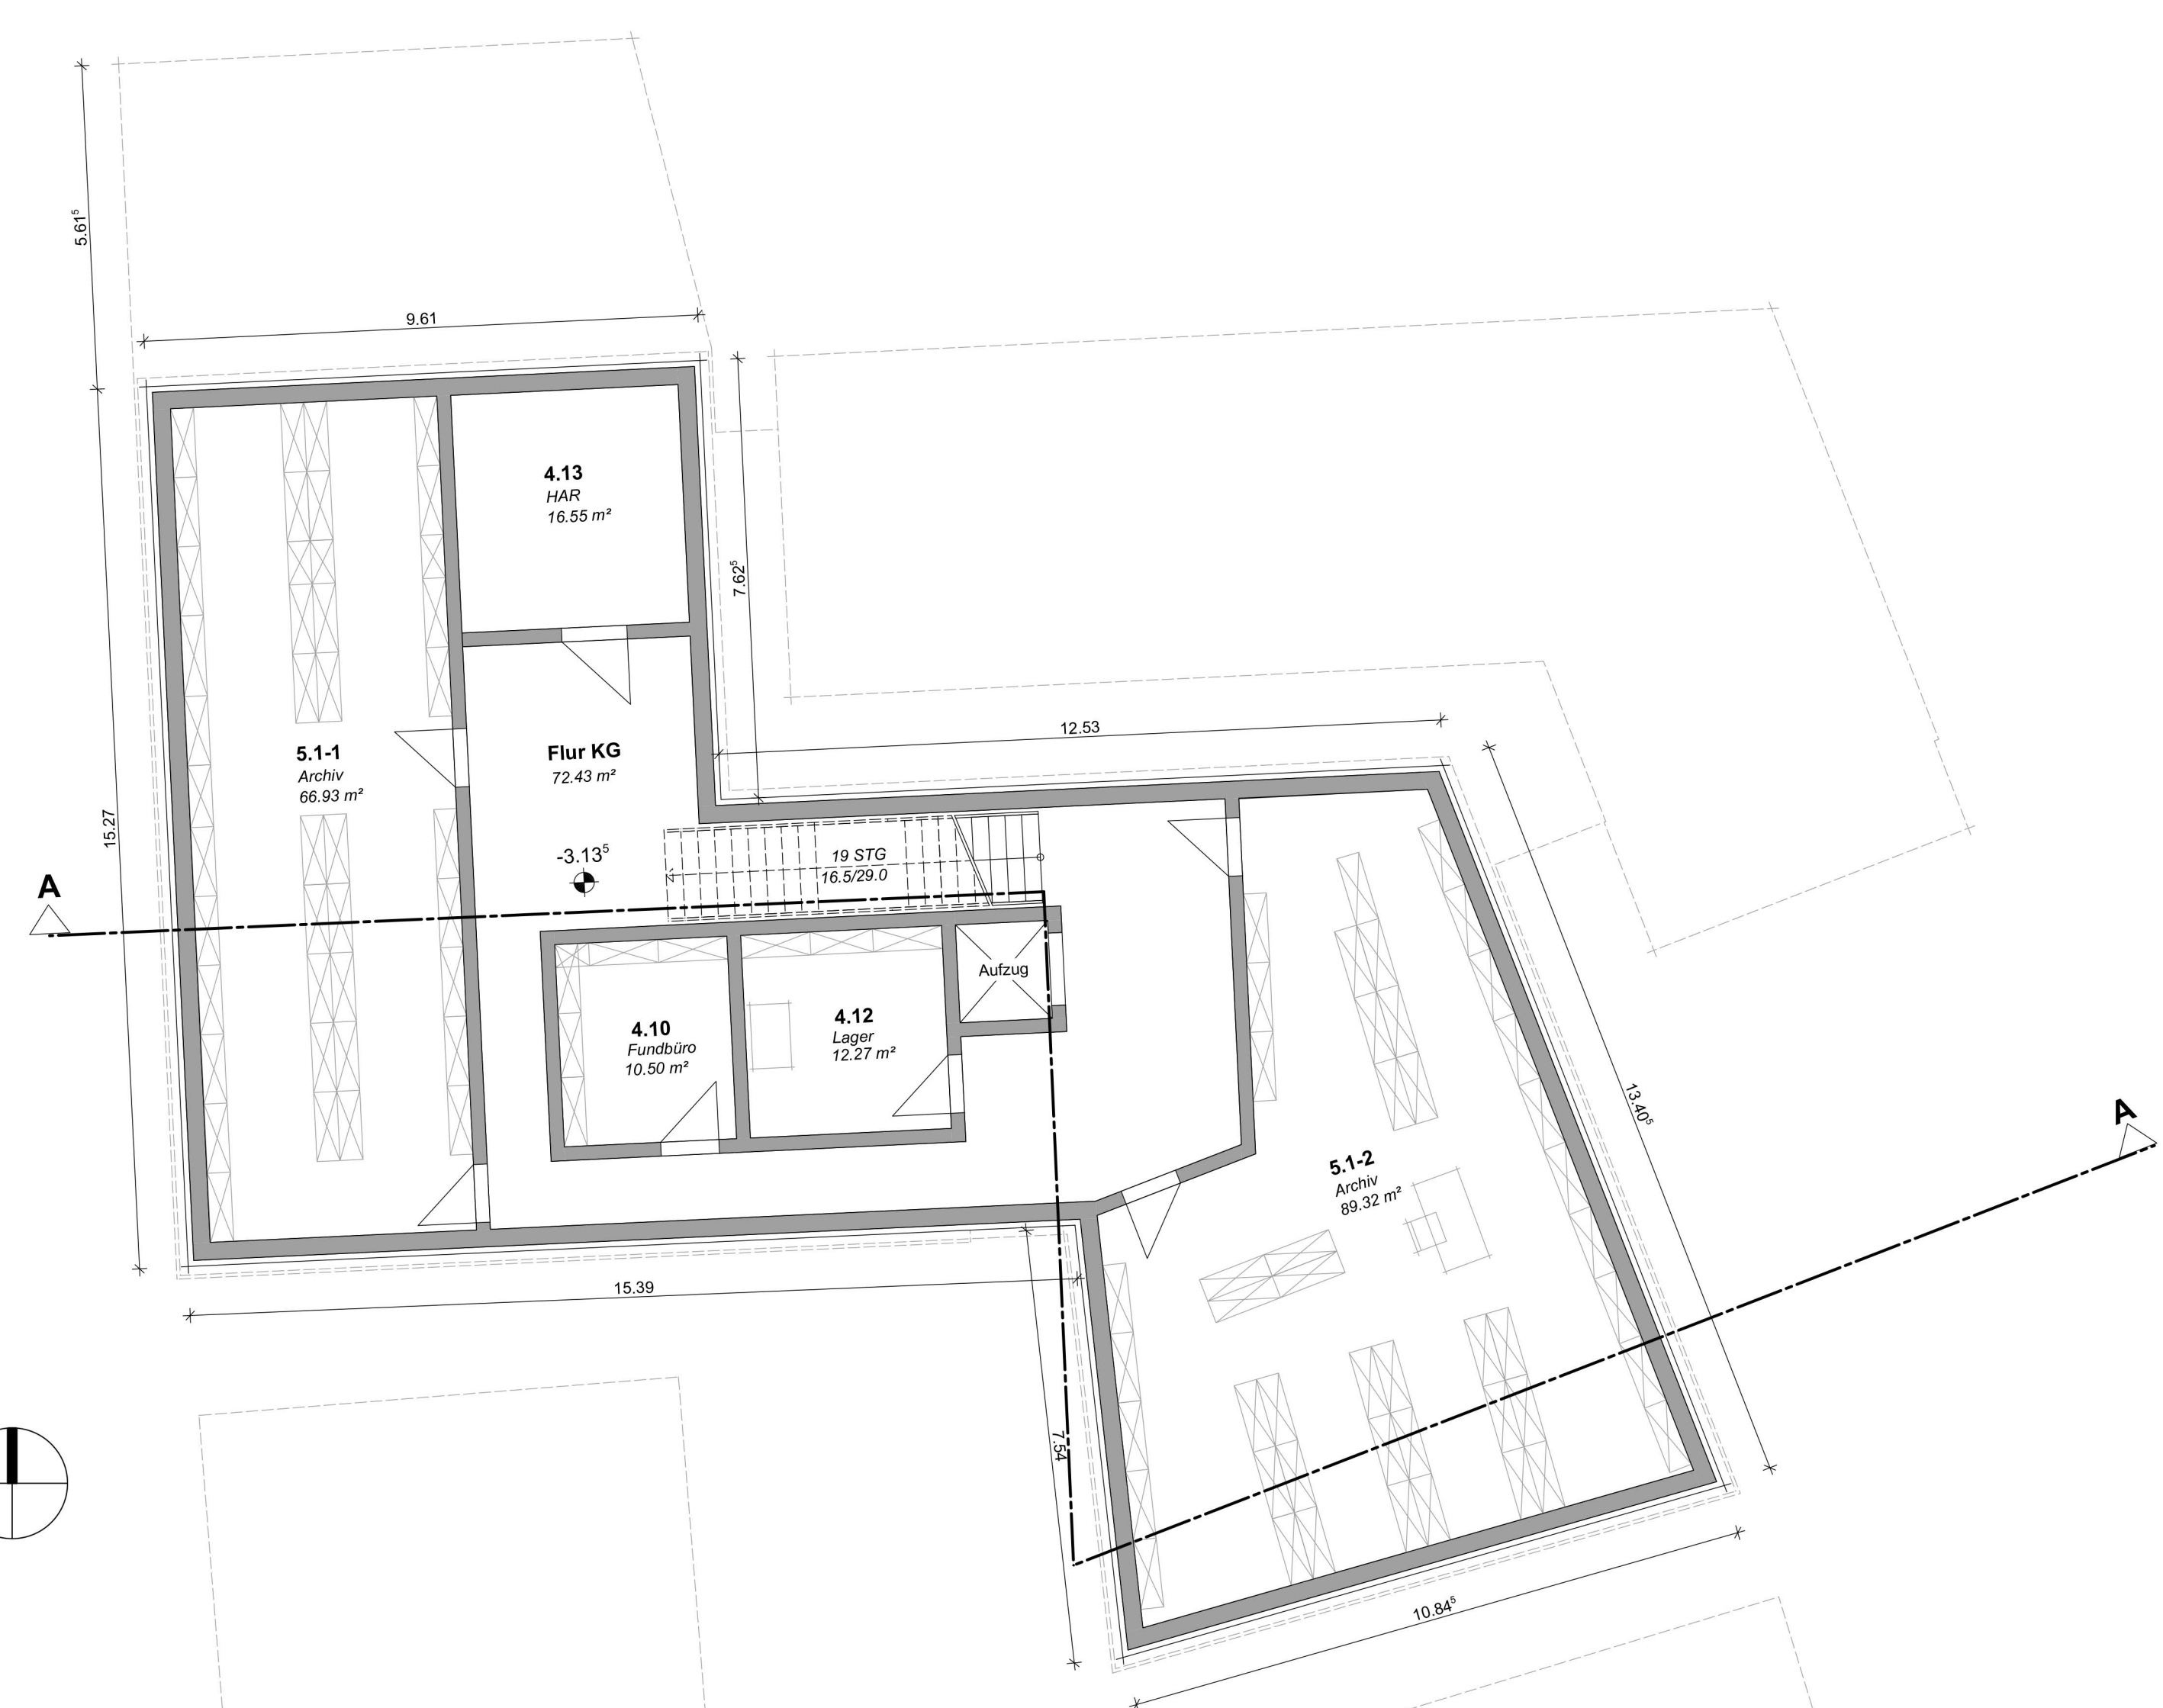 5.61⁵
9.61
4.13
HAR
16.55 m²
7.62⁵
12.53
5.1-1
Archiv
66.93 m²
Flur KG
72.43 m²
15.27
-3.13⁵
19 STG
16.5/29.0
A
Aufzug
4.10
Fundbüro
10.50 m²
4.12
Lager
12.27 m²
13.40⁵
A
5.1-2
Archiv
89.32 m²
15.39
7.54
10.84⁵